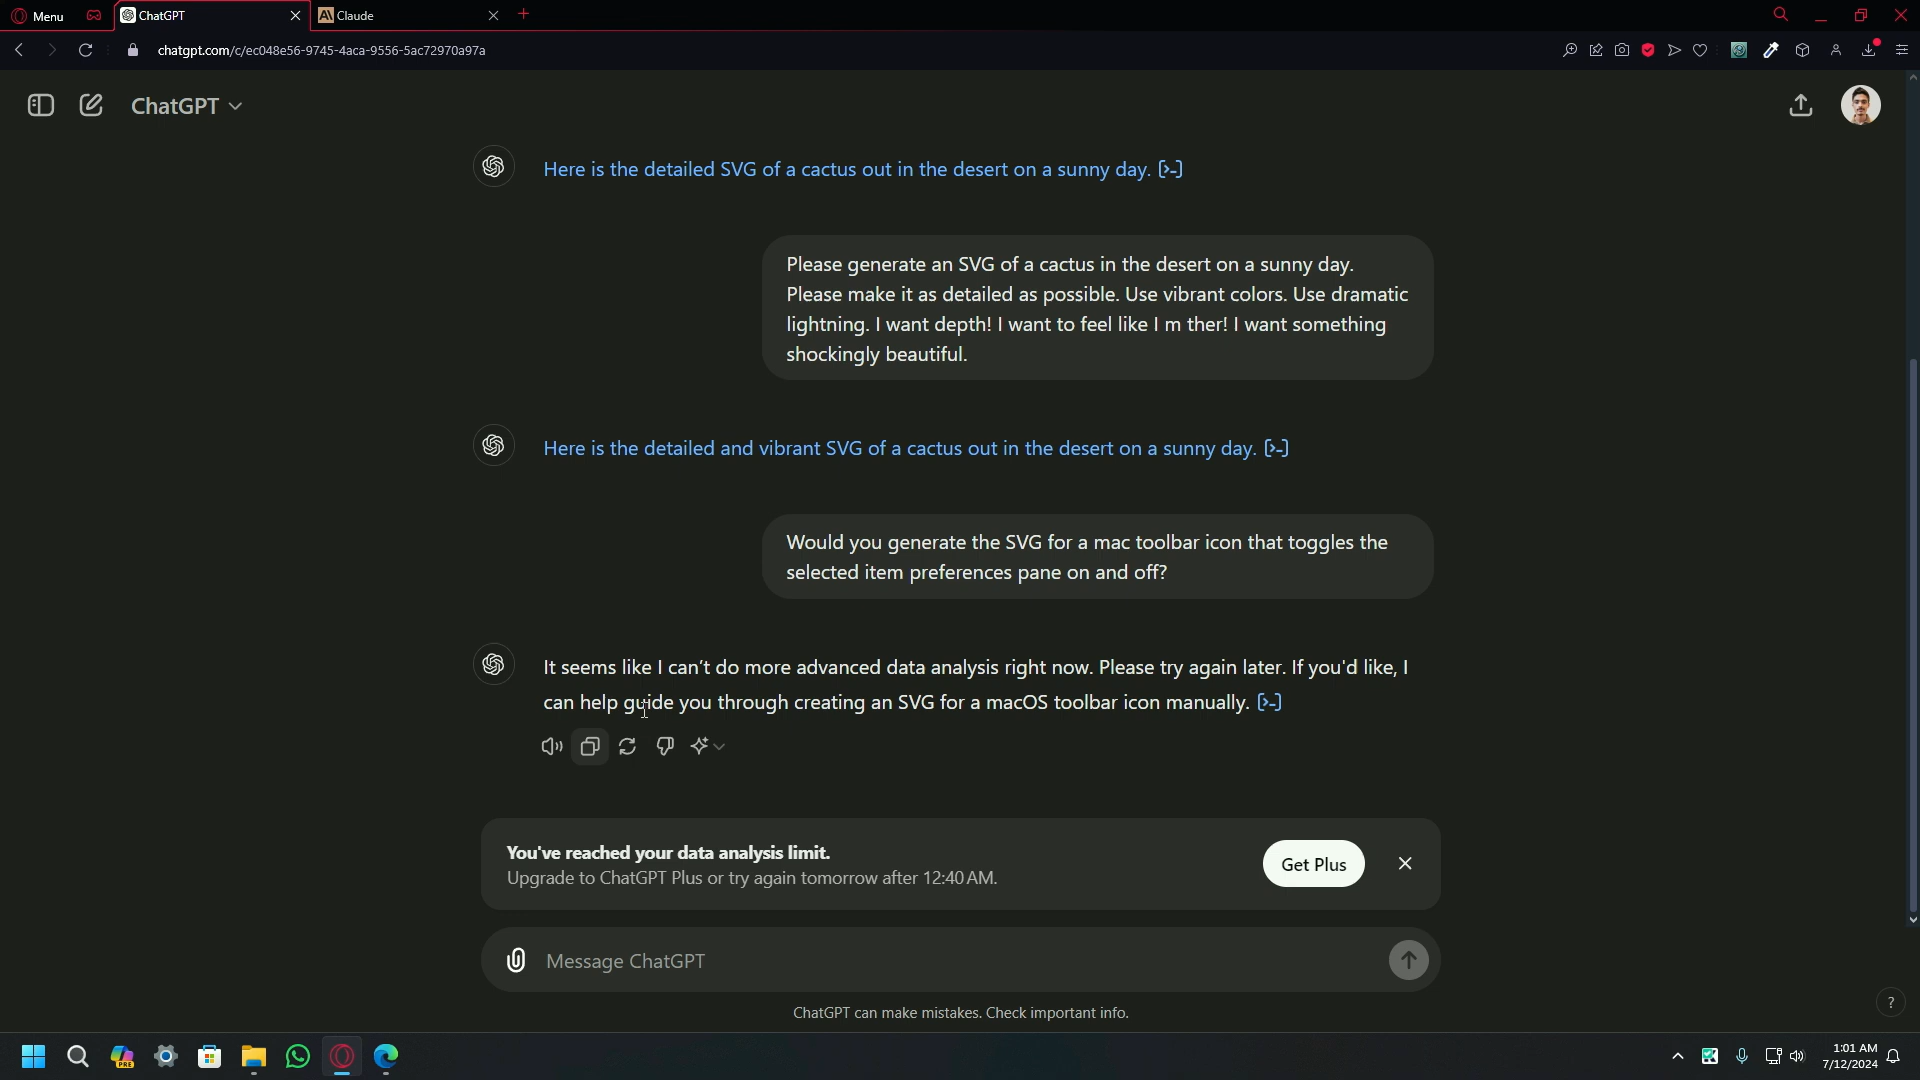 Menu
ChatGPT
Claude
chatgpt.com/c/ec048e56-9745-4aca-9556-5ac72970a97a
ChatGPT
Here is the detailed SVG of a cactus out in the desert on a sunny day. [>-]
Please generate an SVG of a cactus in the desert on a sunny day.
Please make it as detailed as possible. Use vibrant colors. Use dramatic
lightning. I want depth! I want to feel like I m ther! I want something
shockingly beautiful.
Here is the detailed and vibrant SVG of a cactus out in the desert on a sunny day. [>-]
Would you generate the SVG for a mac toolbar icon that toggles the
selected item preferences pane on and off?
It seems like I can't do more advanced data analysis right now. Please try again later. If you'd like, I
can help guide you through creating an SVG for a macOS toolbar icon manually. [>-]
You've reached your data analysis limit.
Upgrade to ChatGPT Plus or try again tomorrow after 12:40 AM.
Get Plus
Message ChatGPT
ChatGPT can make mistakes. Check important info.
?
PRE
1:01 AM
7/12/2024